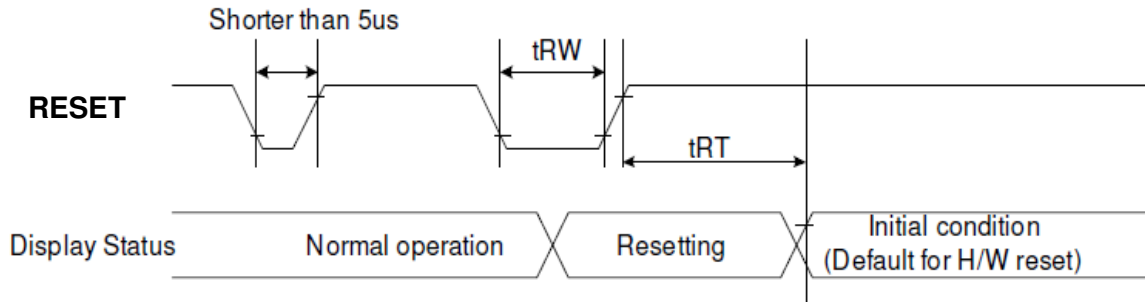 Shorter than 5us
tRW
RESET
tRT
Display Status
Normal operation
Resetting
Initial condition
(Default for H/W reset)